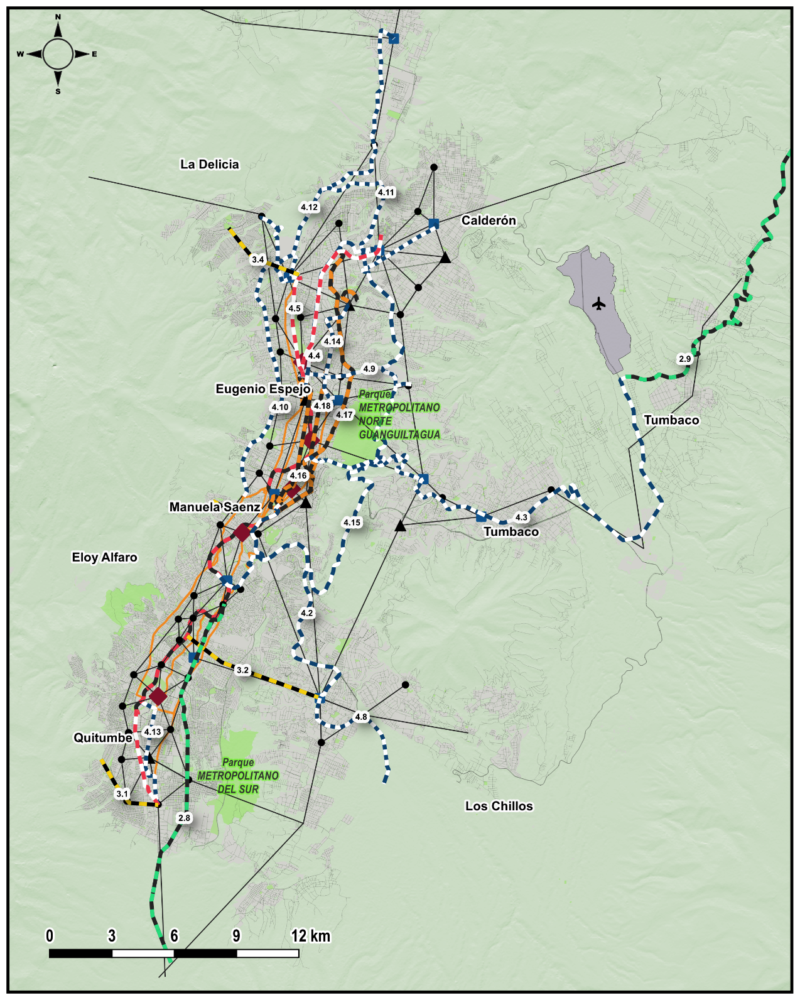 N
W E
S
La Delicia
4.11
4.12
Calderón
3.4
4.5
4.14
4.4
2.9
4.9
Eugenio Espejo
Parque
METROPOLITANO
NORTE
GUANGUILTAGUA
4.18
4.10
4.17
Tumbaco
4.16
Manuela Saenz
4.15
4.3
Tumbaco
Eloy Alfaro
4.2
3.2
4.8
4.13
Quitumbe
Parque
METROPOLITANO
DEL SUR
3.1
Los Chillos
2.8
0 3 6 9 12 km